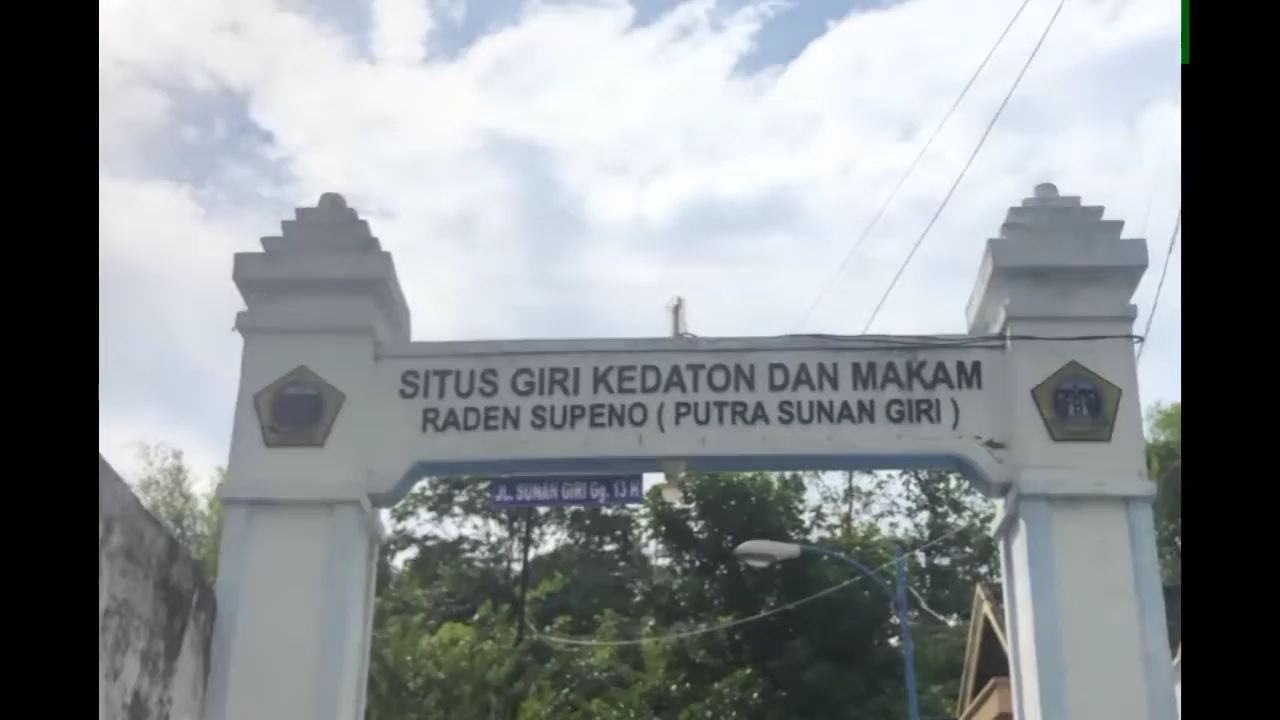 SITUS GIRI KEDATON DAN MAKAM
RADEN SUPENO ( PUTRA SUNAN GIRI )
JL. SUNAN GIRI Gg. 13 H